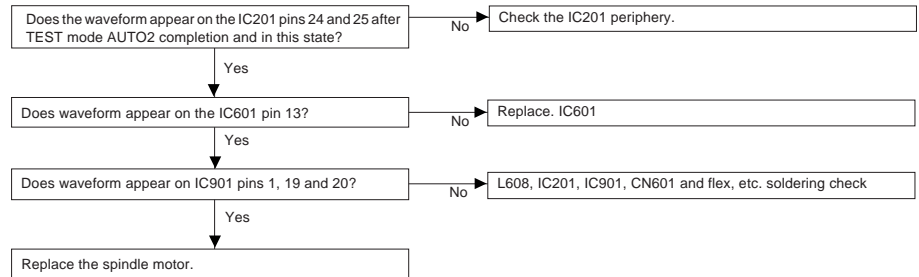 Does the waveform appear on the IC201 pins 24 and 25 after
TEST mode AUTO2 completion and in this state?
No
Check the IC201 periphery.
Yes
Does waveform appear on the IC601 pin 13?
No
Replace. IC601
Yes
Does waveform appear on IC901 pins 1, 19 and 20?
No
L608, IC201, IC901, CN601 and flex, etc. soldering check
Yes
Replace the spindle motor.